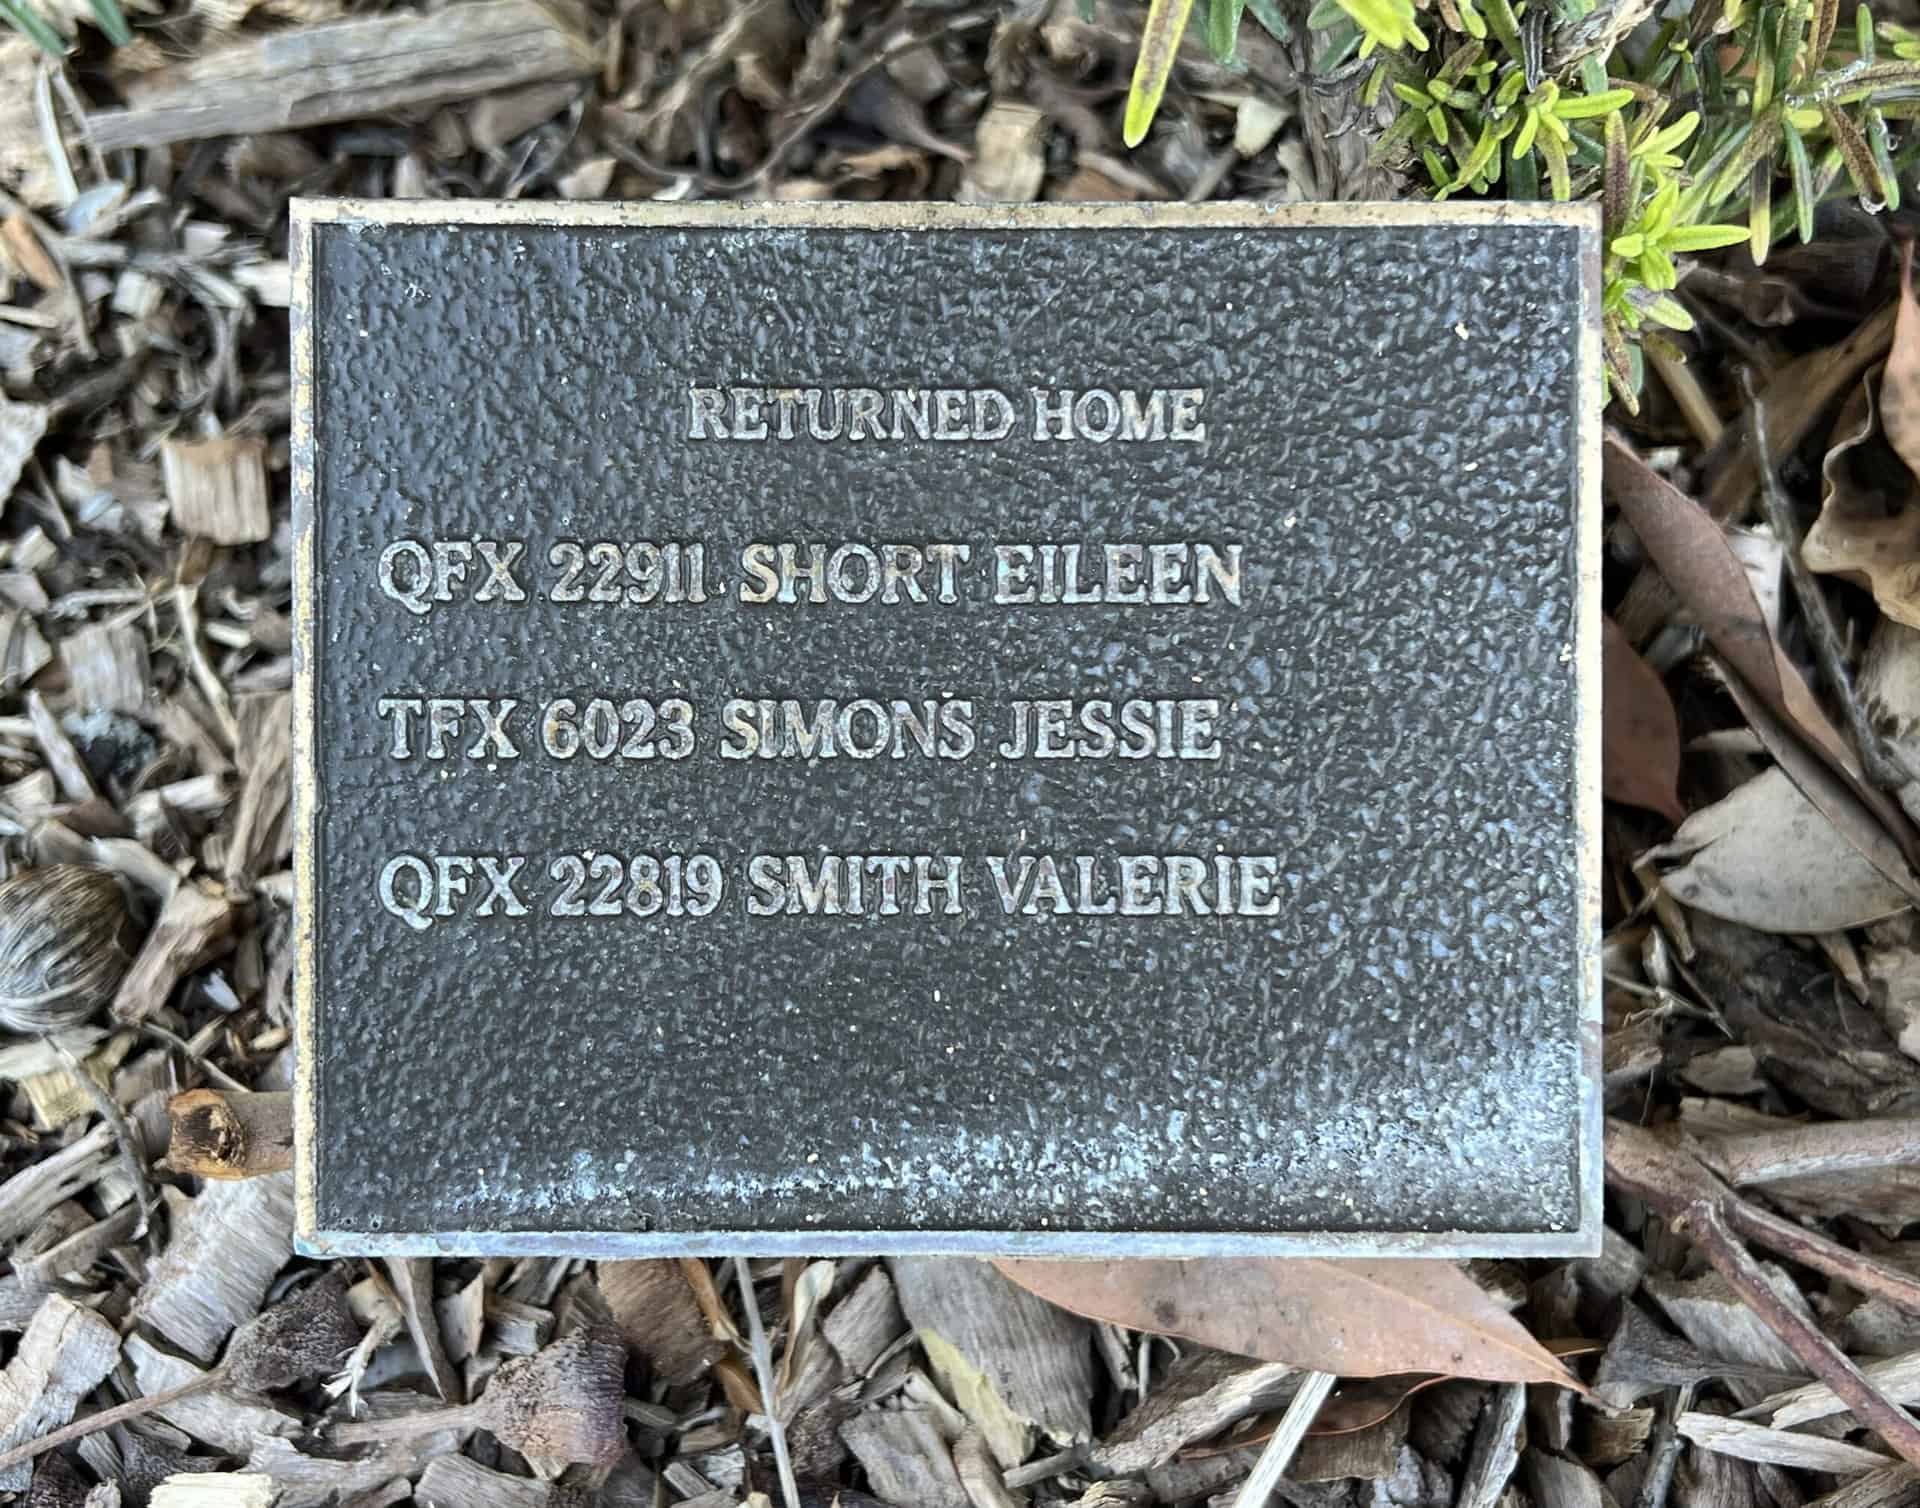 RETURNED HOME
QFX 22911 SHORT EILEEN
TFX 6023 SIMONS JESSIE
QFX 22819 SMITH VALERIE